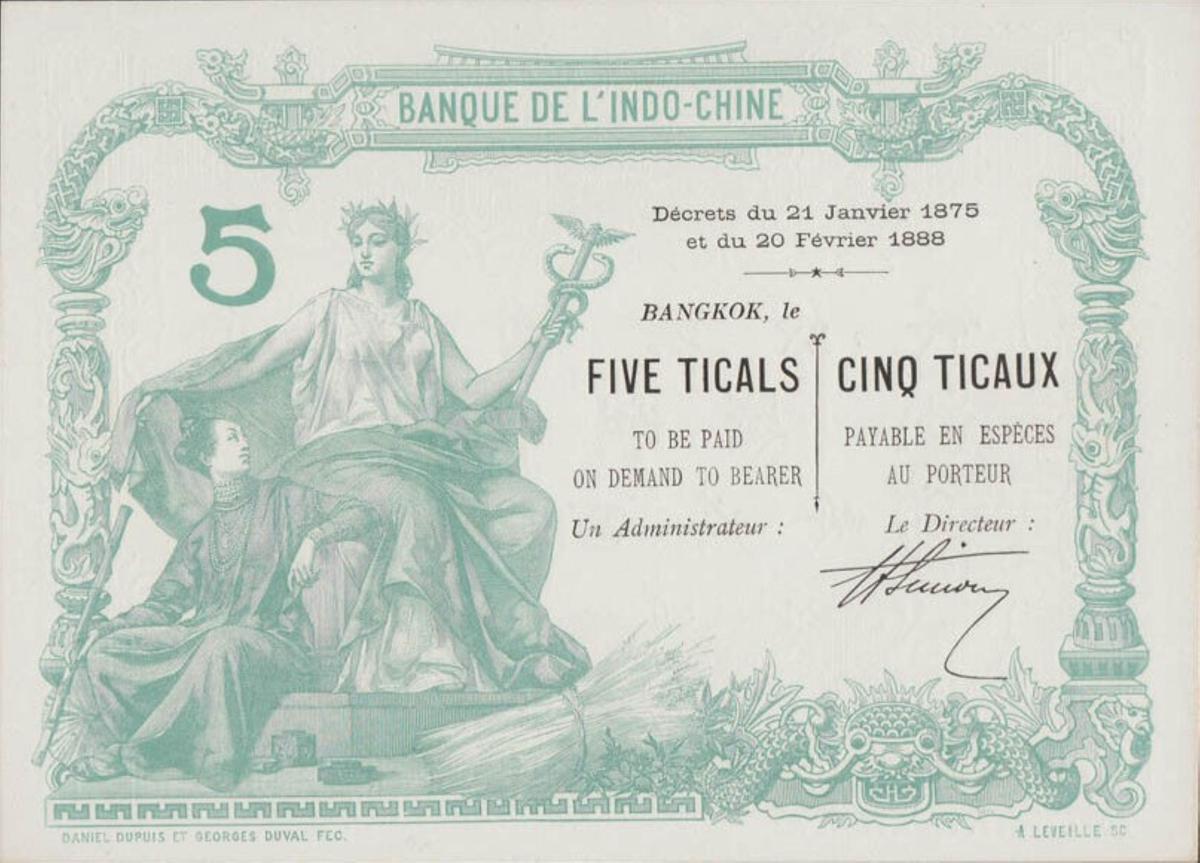 BANQUE DE L'INDO-CHINE
5
Décrets du 21 Janvier 1875
et du 20 Février 1888
BANGKOK, le
FIVE TICALS
TO BE PAID
ON DEMAND TO BEARER
Un Administrateur :
CINQ TICAUX
PAYABLE EN ESPÈCES
AU PORTEUR
Le Directeur :
DANIEL DUPUIS ET GEORGES DUVAL FEC.
A LEVEILLE SC